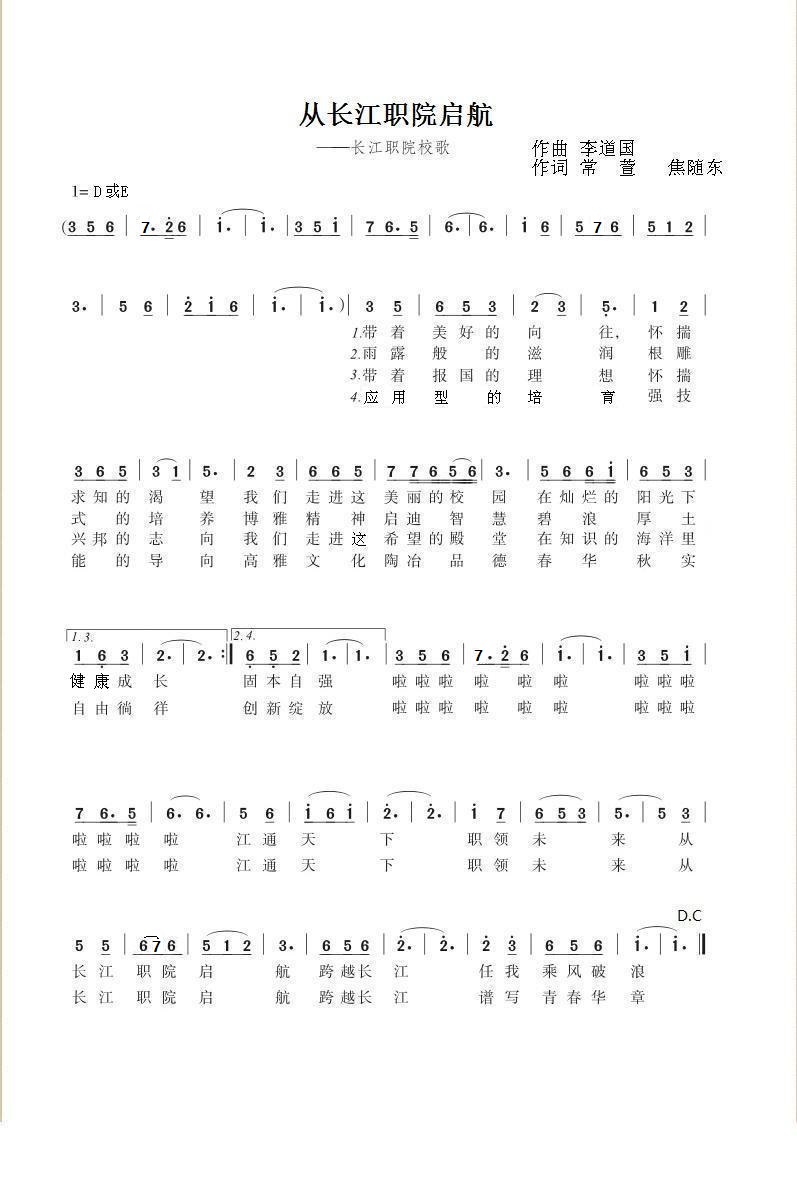 从长江职院启航
——长江职院校歌
作曲 李道国
作词 常 萱 焦随东
1= D 或E
(3 5 6 | 7. 2 6 | 1. | 1. | 3 5 1 | 7 6. 5 | 6. | 6. | 1 6 | 5 7 6 | 5 1 2 |
3. | 5 6 | 2 1 6 | 1. | 1. ) | 3 5 | 6 5 3 | 2 3 | 5. | 1 2 |
1.带着 美好的 向 往, 怀揣
2.雨露 般 的 滋 润 根雕
3.带着 报国的 理 想 怀揣
4.应用 型 的 培 育 强技
3 6 5 | 3 1 | 5. | 2 3 | 6 6 5 | 7 7 6 5 6 | 3. | 5 6 6 1 | 6 5 3 |
求知的 渴 望 我们 走进这 美丽的校 园 在灿烂的 阳光下
式 的 培 养 博雅 精 神 启迪智 慧 碧 浪 厚 土
兴邦的 志 向 我们 走进这 希望的殿 堂 在知识的 海洋里
能 的 导 向 高雅 文 化 陶冶品 德 春 华 秋 实
1. 3. 2. 4.
1 6 3 | 2. | 2. :‖ 6 5 2 | 1. | 1. | 3 5 6 | 7. 2 6 | 1. | 1. | 3 5 1 |
健康成 长 固本自 强 啦啦啦 啦 啦 啦 啦啦啦
自由徜 徉 创新绽 放 啦啦啦 啦 啦 啦 啦啦啦
7 6. 5 | 6. | 6. | 5 6 | 1 6 1 | 2. | 2. | 1 7 | 6 5 3 | 5. | 5 3 |
啦啦啦 啦 江通 天 下 职领 未 来 从
啦啦啦 啦 江通 天 下 职领 未 来 从
D.C
5 5 | 6 7 6 | 5 1 2 | 3. | 6 5 6 | 2. | 2. | 2 3 | 6 5 6 | 1. | 1. ‖
长江 职院 启 航 跨越长 江 任我 乘风破 浪
长江 职院 启 航 跨越长 江 谱写 青春华 章